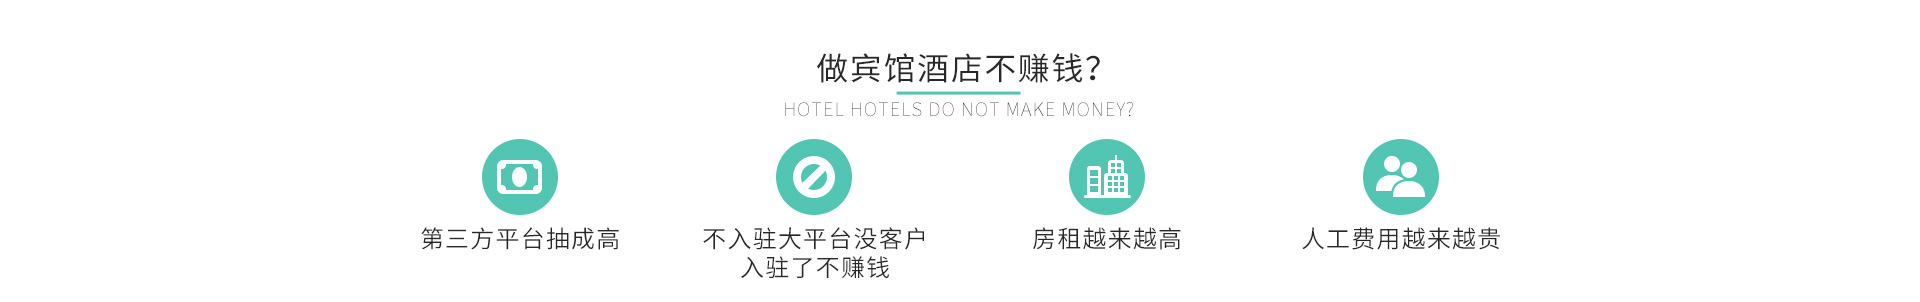 做宾馆酒店不赚钱?
HOTEL HOTELS DO NOT MAKE MONEY?
第三方平台抽成高
不入驻大平台没客户
入驻了不赚钱
房租越来越高
人工费用越来越贵